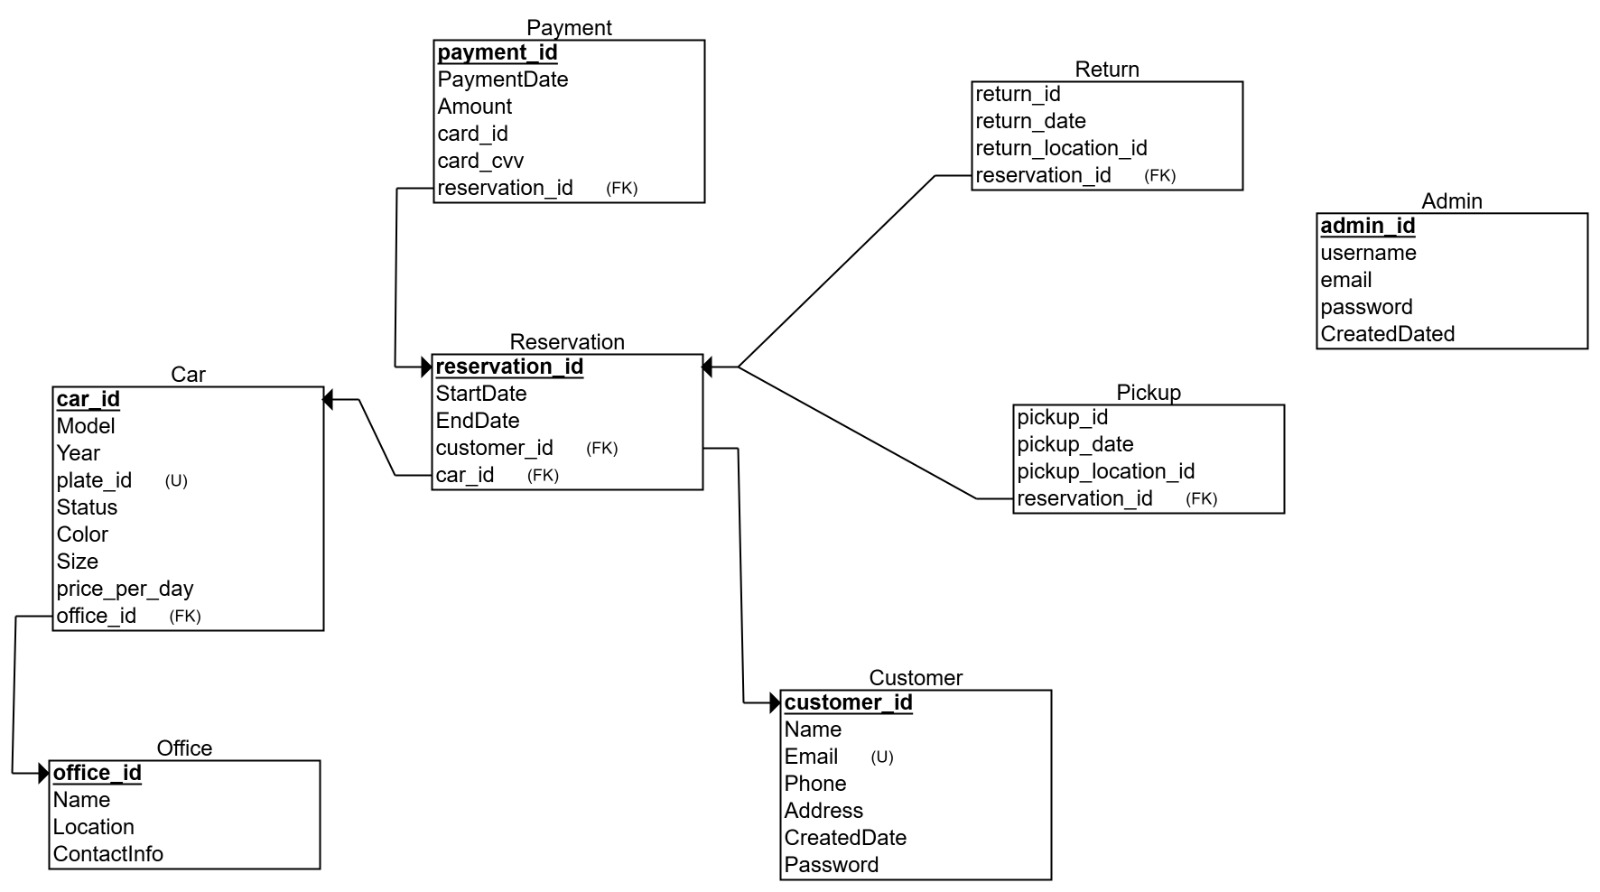 Payment
payment_id
PaymentDate
Amount
card_id
card_cvv
reservation_id (FK)
Return
return_id
return_date
return_location_id
reservation_id (FK)
Admin
admin_id
username
email
password
CreatedDated
Reservation
reservation_id
StartDate
EndDate
customer_id (FK)
car_id (FK)
Car
car_id
Model
Year
plate_id (U)
Status
Color
Size
price_per_day
office_id (FK)
Pickup
pickup_id
pickup_date
pickup_location_id
reservation_id (FK)
Customer
customer_id
Name
Email (U)
Phone
Address
CreatedDate
Password
Office
office_id
Name
Location
ContactInfo